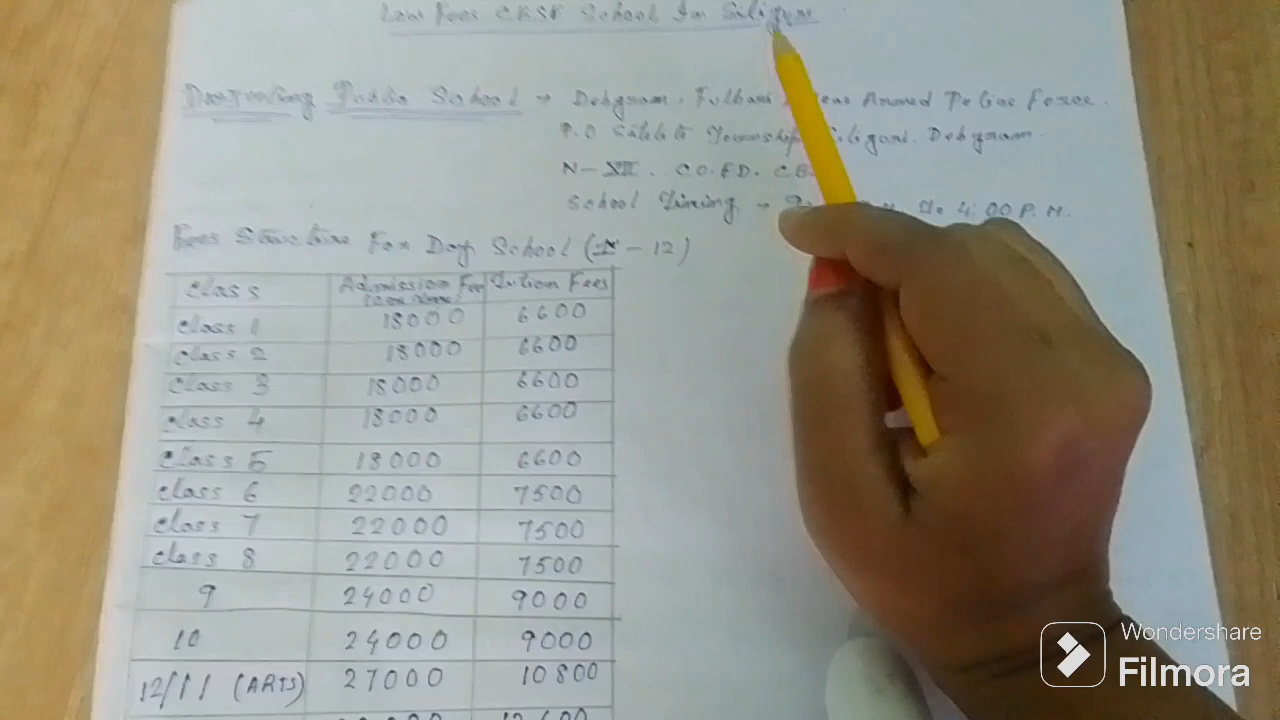 Low Fees CBSE School In Siliguri
Darjeeling Public School → Debgram, Fulbari, Near Armed Police Force.
P.O Satelite Township, Siliguri. Debgram
N-XII. CO.ED.
School Timing → To 4:00 P.M.
Fees Structure For Day School ( - 12)
Class Admission Fee Tution Fees
Class 1 18000 6600
Class 2 18000 6600
Class 3 18000 6600
Class 4 18000 6600
Class 5 18000 6600
Class 6 22000 7500
Class 7 22000 7500
Class 8 22000 7500
9 24000 9000
10 24000 9000
12/11 (ARTS) 27000 10800
Wondershare
Filmora